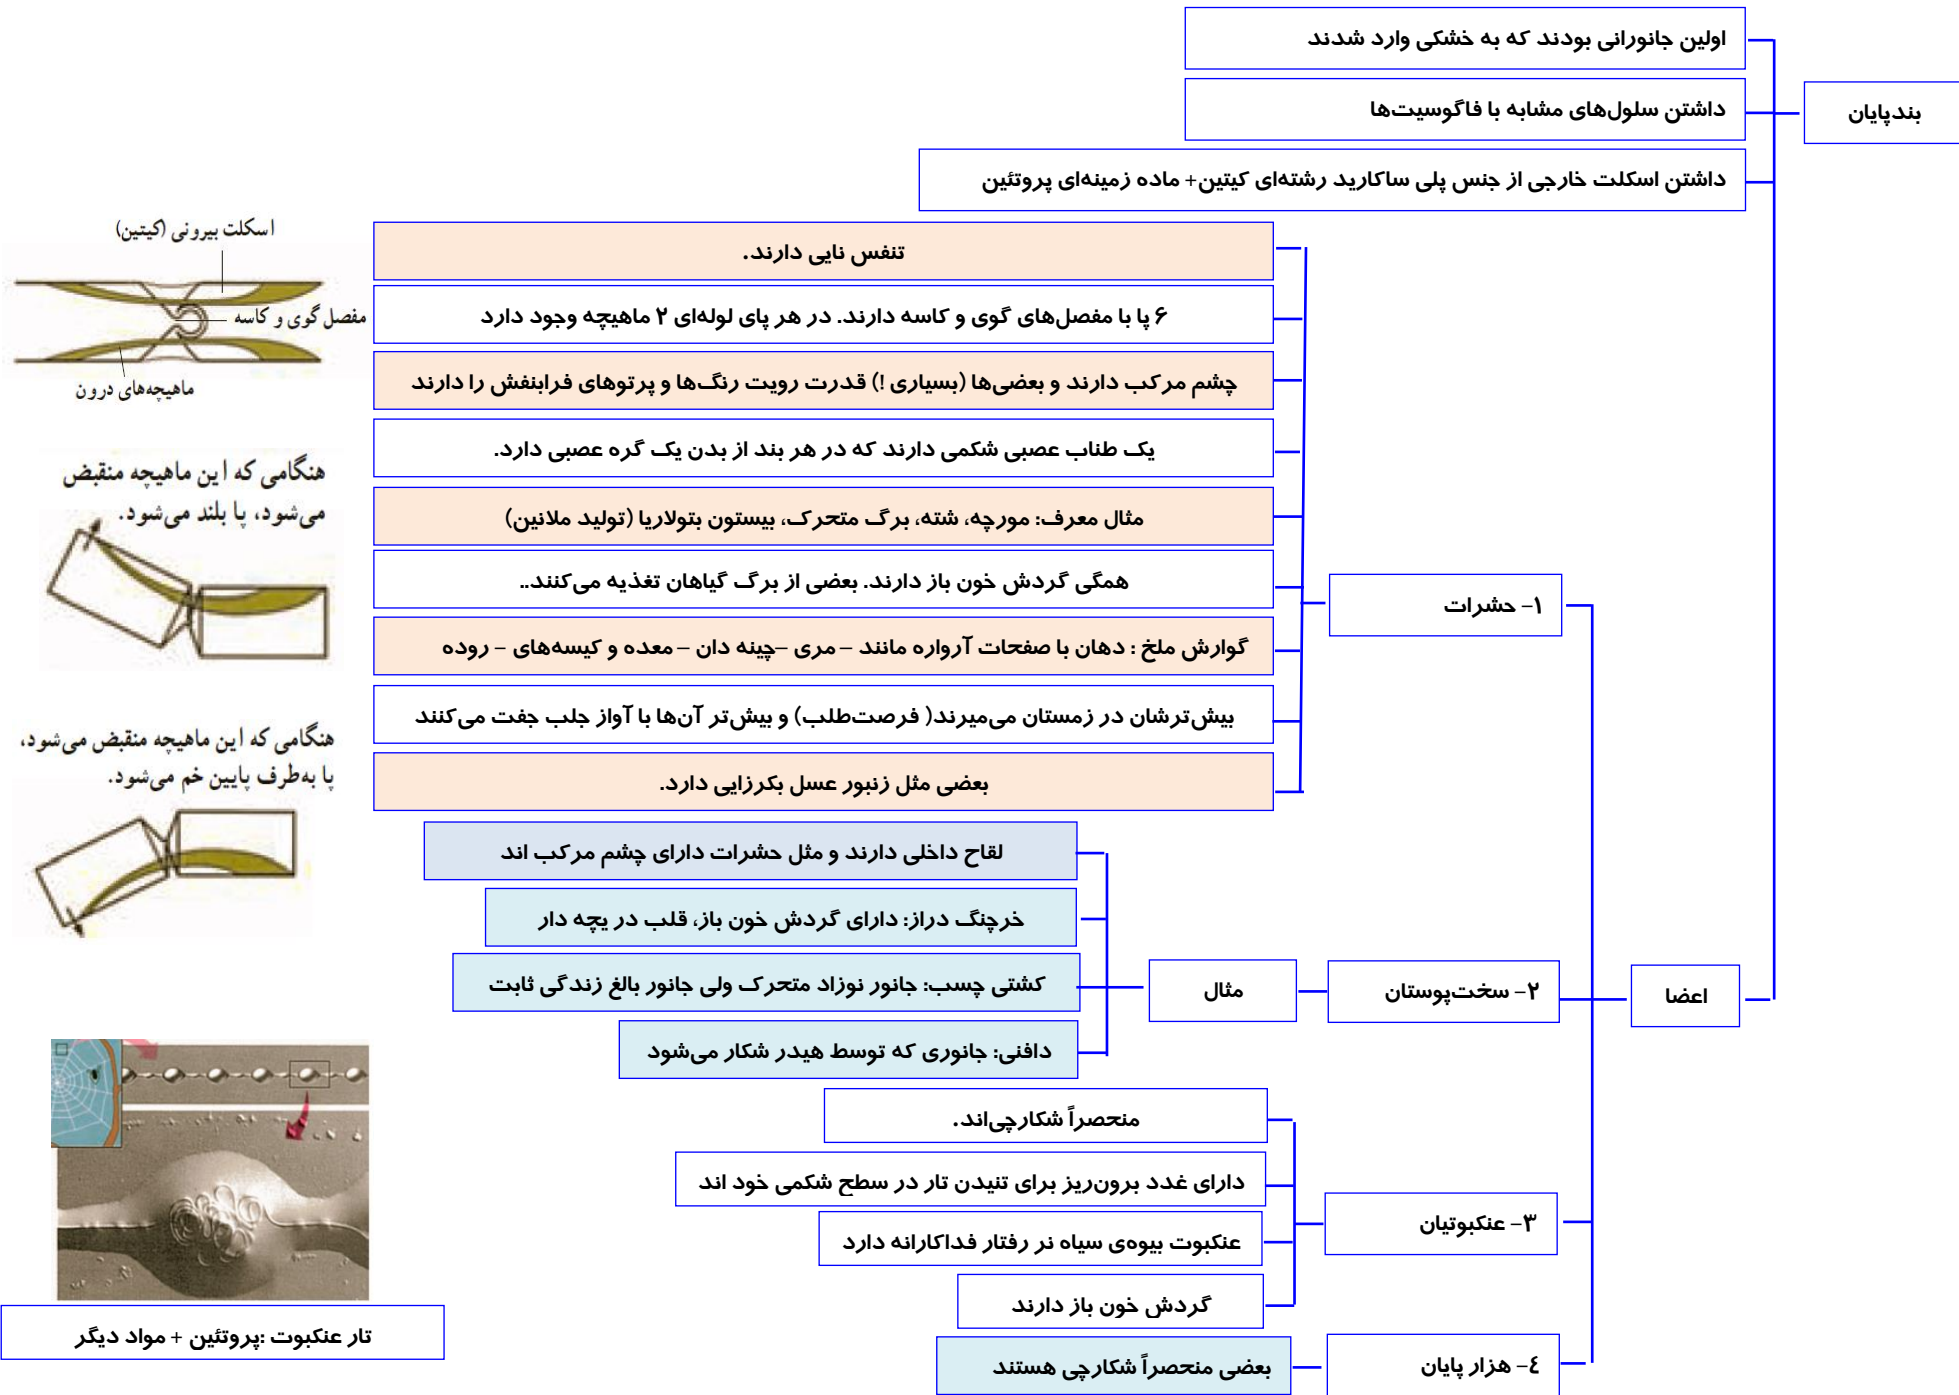 اولین جانورانی بودند که به خشکی وارد شدند
بندپایان
داشتن سلول‌های مشابه با فاگوسیت‌ها
داشتن اسکلت خارجی از جنس پلی ساکارید رشته‌ای کیتین+ ماده زمینه‌ای پروتئین
اسکلت بیرونی (کیتین)
مفصل گوی و کاسه
ماهیچه‌های درون
هنگامی که این ماهیچه منقبض
می‌شود، پا بلند می‌شود.
هنگامی که این ماهیچه منقبض می‌شود،
پا به‌طرف پایین خم می‌شود.
تنفس نایی دارند.
۶ پا با مفصل‌های گوی و کاسه دارند. در هر پای لوله‌ای ۲ ماهیچه وجود دارد
چشم مرکب دارند و بعضی‌ها (بسیاری !) قدرت رویت رنگ‌ها و پرتوهای فرابنفش را دارند
یک طناب عصبی شکمی دارند که در هر بند از بدن یک گره عصبی دارد.
مثال معرف: مورچه، شته، برگ متحرک، بیستون بتولاریا (تولید ملانین)
همگی گردش خون باز دارند. بعضی از برگ گیاهان تغذیه می‌کنند..
۱- حشرات
گوارش ملخ : دهان با صفحات آرواره مانند – مری –چینه دان – معده و کیسه‌های – روده
بیش‌ترشان در زمستان می‌میرند( فرصت‌طلب) و بیش‌تر آن‌ها با آواز جلب جفت می‌کنند
بعضی مثل زنبور عسل بکرزایی دارد.
لقاح داخلی دارند و مثل حشرات دارای چشم مرکب اند
خرچنگ دراز: دارای گردش خون باز، قلب در یچه دار
کشتی چسب: جانور نوزاد متحرک ولی جانور بالغ زندگی ثابت
مثال
۲- سخت‌پوستان
اعضا
دافنی: جانوری که توسط هیدر شکار می‌شود
منحصراً شکارچی‌اند.
دارای غدد برون‌ریز برای تنیدن تار در سطح شکمی خود اند
۳- عنکبوتیان
عنکبوت بیوه‌ی سیاه نر رفتار فداکارانه دارد
گردش خون باز دارند
تار عنکبوت :پروتئین + مواد دیگر
بعضی منحصراً شکارچی هستند
٤- هزار پایان